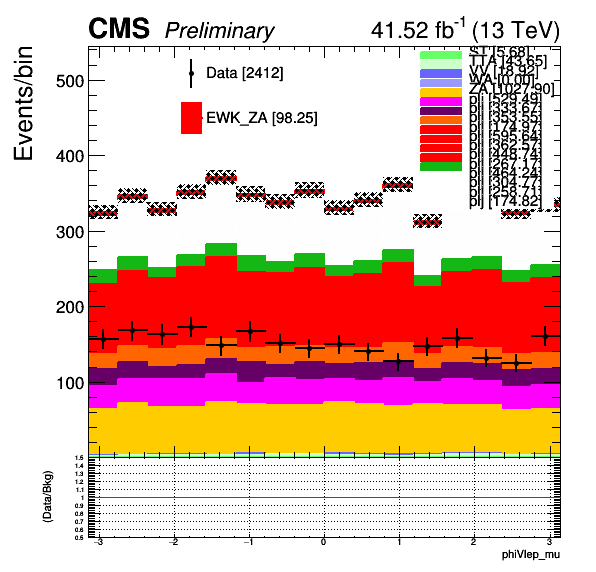 CMS Preliminary 41.52 fb-1 (13 TeV)
Events/bin
500
400
300
200
100
Data [2412]
EWK_ZA [98.25]
ST [5.68]
TTA [43.65]
VV [18.92]
WA [0.00]
ZA [1027.90]
plj [529.49]
plj [333.67]
plj [353.55]
plj [174.97]
plj [595.64]
plj [362.57]
plj [448.74]
plj [267.17]
plj [464.24]
plj [304.77]
plj [258.71]
plj [174.82]
(Data/Bkg)
1.5
1.4
1.3
1.2
1.1
1
0.9
0.8
0.7
0.6
0.5
−3 −2 −1 0 1 2 3
phiVlep_mu